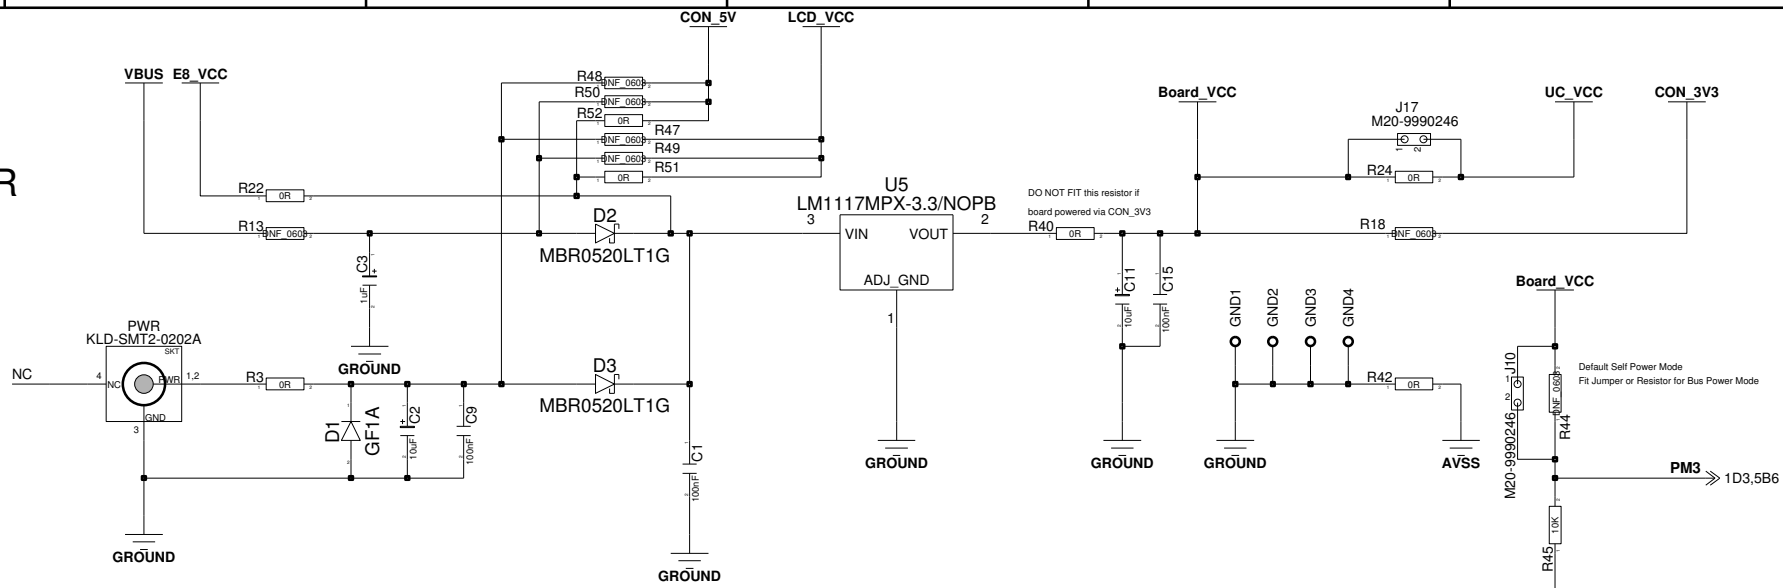 CON_5V
LCD_VCC
VBUS
E8_VCC
R48
DNF_0603
R50
DNF_0603
R52
0R
R47
DNF_0603
R49
DNF_0603
R51
0R
R
R22
0R
R13
DNF_0603
D2
MBR0520LT1G
C3
1uF
GROUND
PWR
KLD-SMT2-0202A
SKT
NC
4
NC
PWR
1,2
GND
3
R3
0R
D1
GF1A
C2
10uF
C9
100nF
D3
MBR0520LT1G
C1
100nF
GROUND
GROUND
U5
LM1117MPX-3.3/NOPB
3
2
VIN
VOUT
ADJ_GND
1
GROUND
DO NOT FIT this resistor if
board powered via CON_3V3
R40
0R
C11
10uF
C15
100nF
GROUND
Board_VCC
J17
M20-9990246
1
2
R24
0R
UC_VCC
CON_3V3
R18
DNF_0603
GND1
GND2
GND3
GND4
R42
0R
GROUND
AVSS
Board_VCC
J10
M20-9990246
1
2
DNF_0603
R44
Default Self Power Mode
Fit Jumper or Resistor for Bus Power Mode
PM3
1D3,5B6
10K
R45